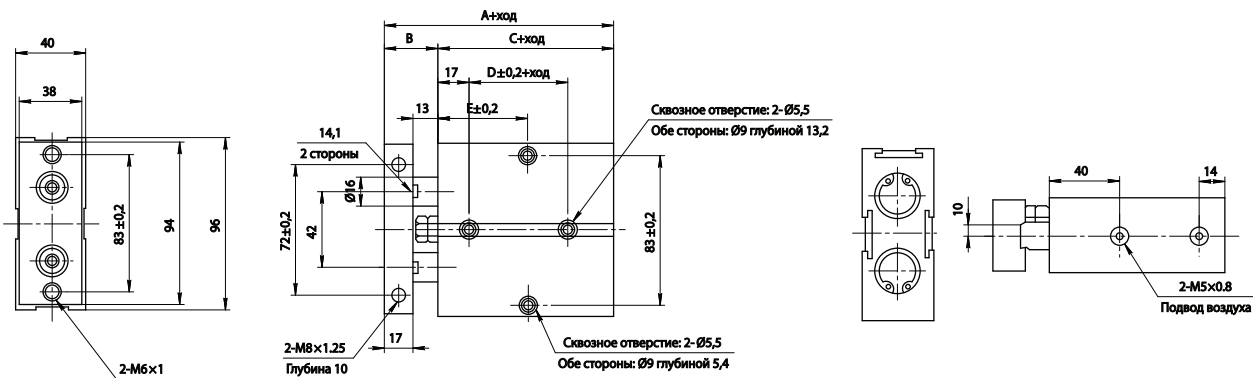 40
38
83±0,2
94
96
2-M6×1
A+ход
B
C+ход
17
D±0,2+ход
13
E±0,2
14,1
2 стороны
Ø16
72±0,2
42
83±0,2
Сквозное отверстие: 2- Ø5,5
Обе стороны: Ø9 глубиной 13,2
2-M8×1.25
Глубина 10
17
Сквозное отверстие: 2- Ø5,5
Обе стороны: Ø9 глубиной 5,4
40
14
10
2-M5×0.8
Подвод воздуха